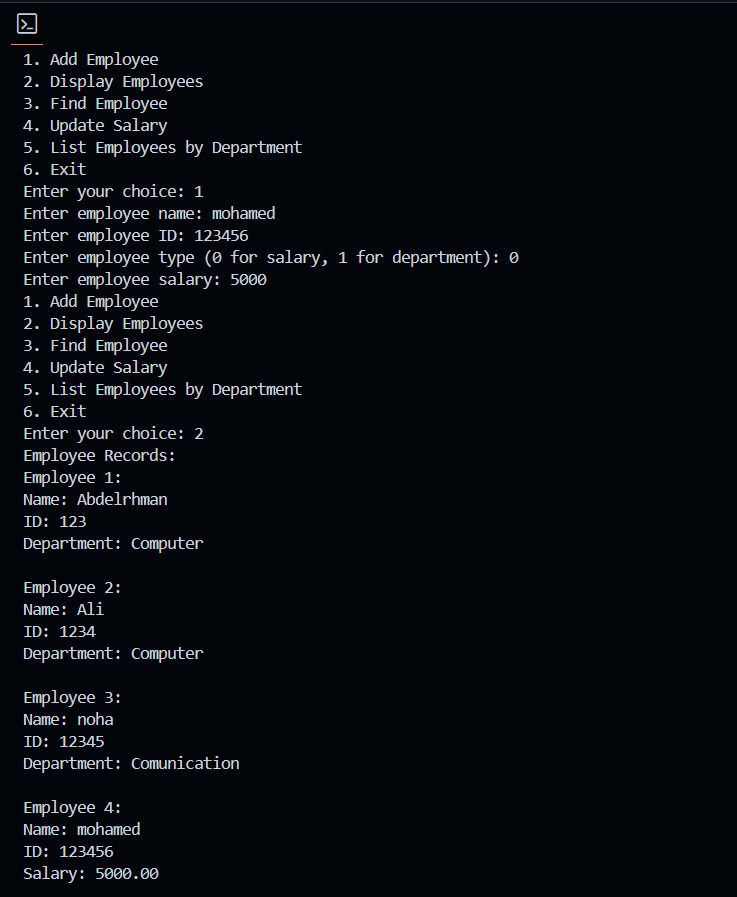 1. Add Employee
2. Display Employees
3. Find Employee
4. Update Salary
5. List Employees by Department
6. Exit
Enter your choice: 1
Enter employee name: mohamed
Enter employee ID: 123456
Enter employee type (0 for salary, 1 for department): 0
Enter employee salary: 5000
1. Add Employee
2. Display Employees
3. Find Employee
4. Update Salary
5. List Employees by Department
6. Exit
Enter your choice: 2
Employee Records:
Employee 1:
Name: Abdelrhman
ID: 123
Department: Computer

Employee 2:
Name: Ali
ID: 1234
Department: Computer

Employee 3:
Name: noha
ID: 12345
Department: Comunication

Employee 4:
Name: mohamed
ID: 123456
Salary: 5000.00